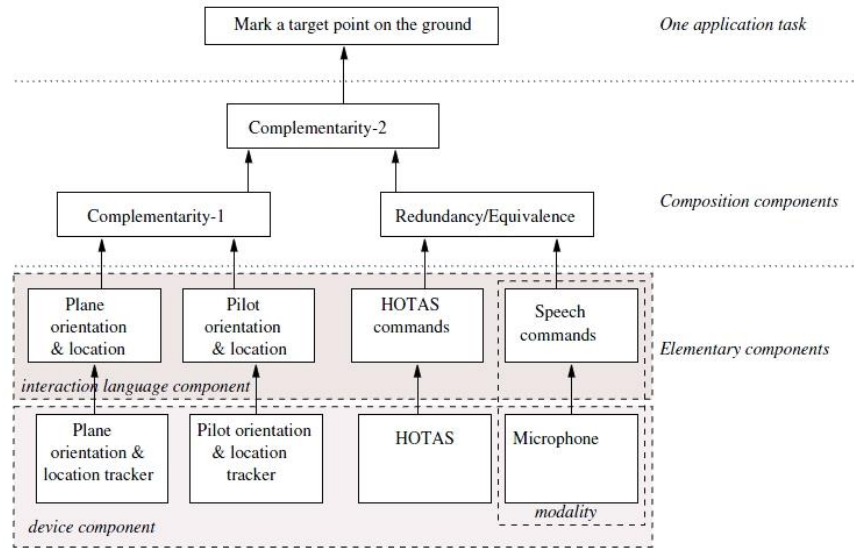 Mark a target point on the ground
One application task
Complementarity-2
Complementarity-1
Redundancy/Equivalence
Composition components
Plane
orientation
& location
Pilot
orientation
& location
HOTAS
commands
Speech
commands
Elementary components
interaction language component
Plane
orientation &
location tracker
Pilot orientation
& location
tracker
HOTAS
Microphone
modality
device component